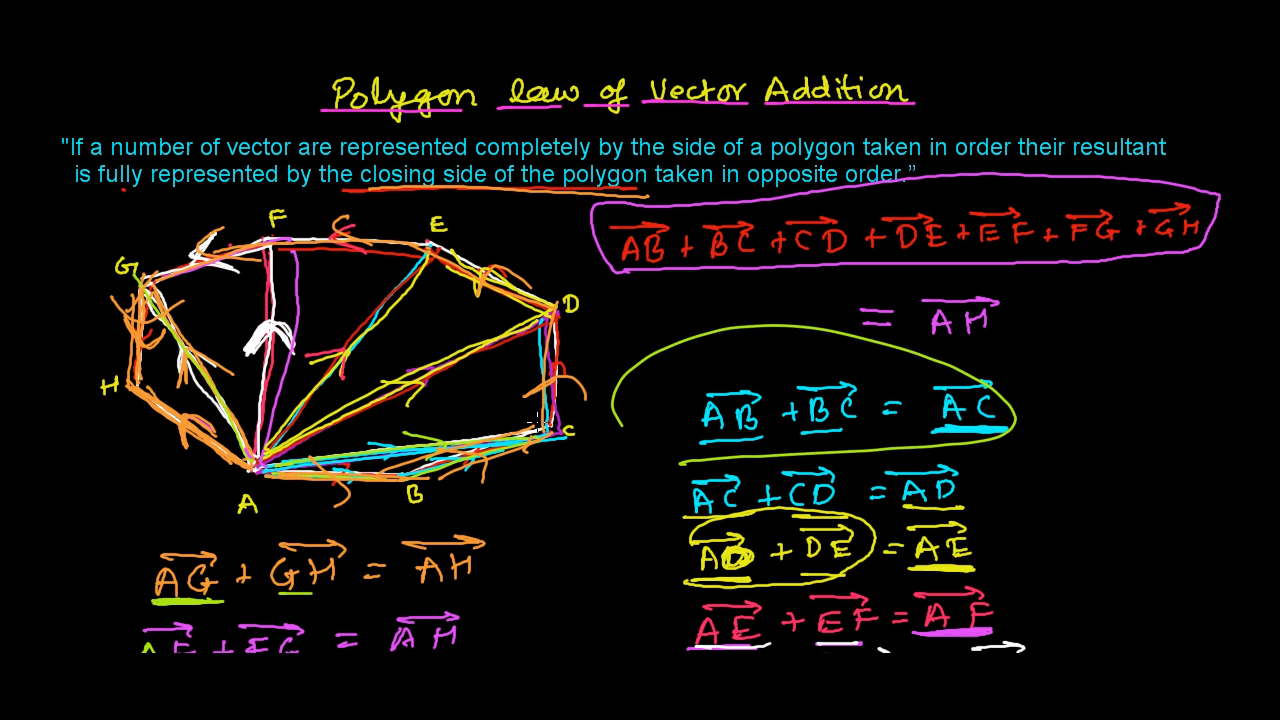 Polygon law of Vector Addition
"If a number of vector are represented completely by the side of a polygon taken in order their resultant
is fully represented by the closing side of the polygon taken in opposite order.”
AB + BC + CD + DE + EF + FG + GH
= AH
F
E
G
D
H
C
A
B
AB + BC = AC
AC + CD = AD
AD + DE = AE
AE + EF = AF
AG + GH = AH
= AH